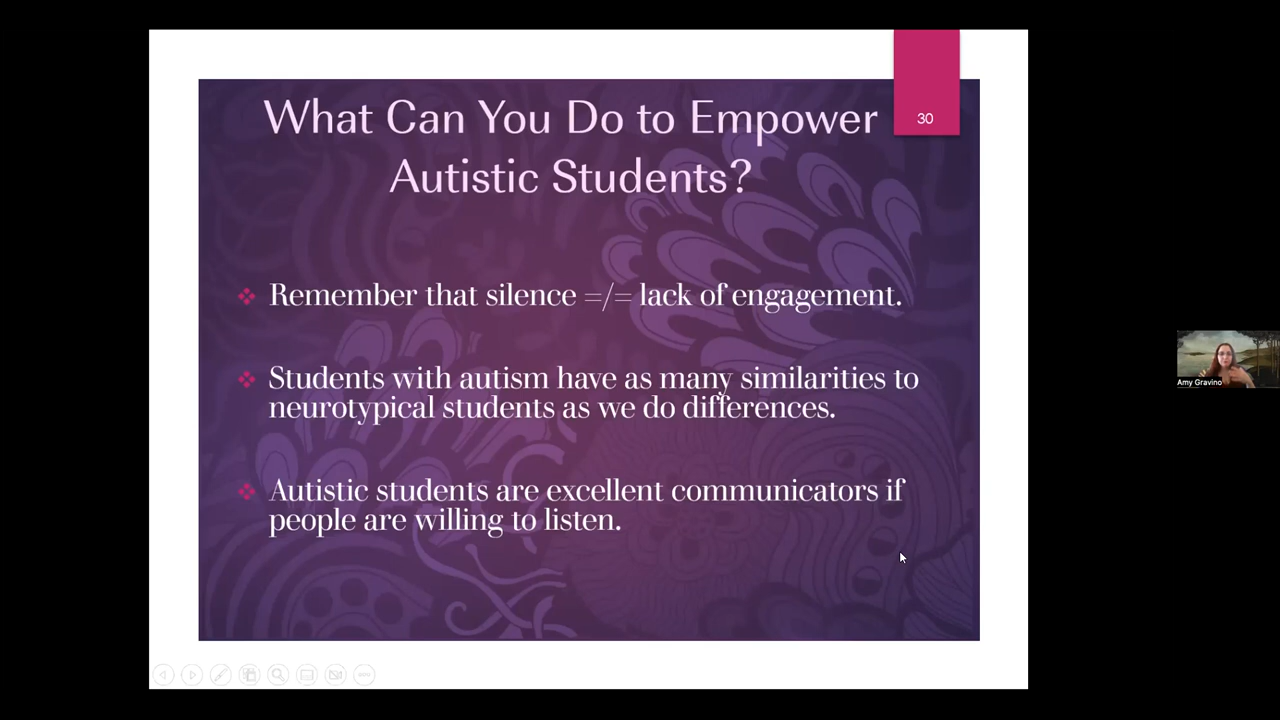 What Can You Do to Empower
Autistic Students?
30
Remember that silence =/= lack of engagement.
Students with autism have as many similarities to
neurotypical students as we do differences.
Autistic students are excellent communicators if
people are willing to listen.
Amy Gravino